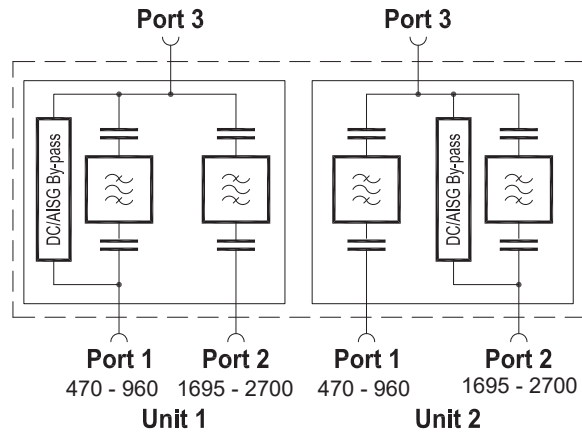 Port 3 Port 3
DC/AISG By-pass DC/AISG By-pass
Port 1 Port 2 Port 1 Port 2
470 - 960 1695 - 2700 470 - 960 1695 - 2700
Unit 1 Unit 2